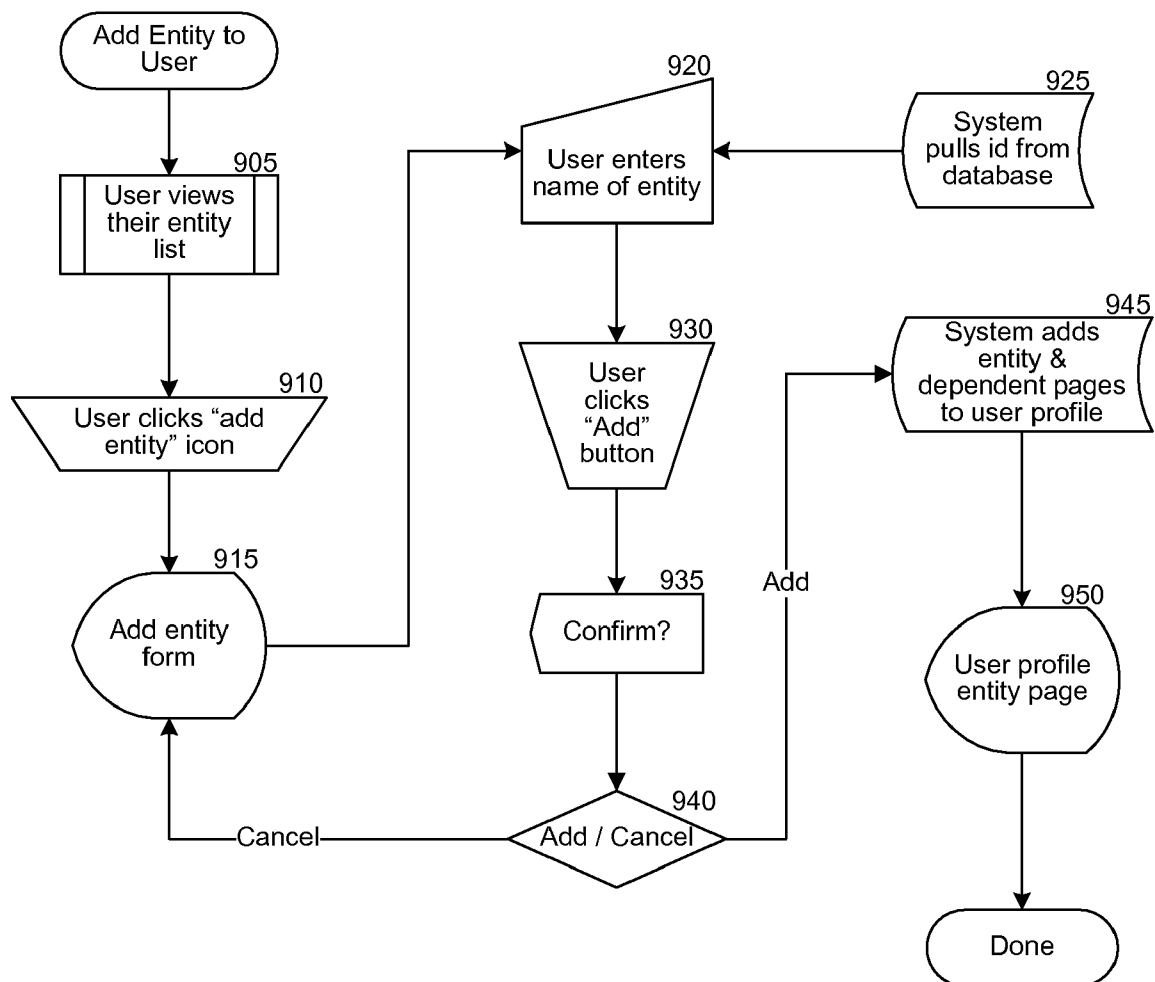 Add Entity to
User
905
User views
their entity
list
910
User clicks “add
entity” icon
915
Add entity
form
920
User enters
name of entity
925
System
pulls id from
database
930
User
clicks
“Add”
button
935
Confirm?
940
Add / Cancel
Cancel
Add
945
System adds
entity &
dependent pages
to user profile
950
User profile
entity page
Done